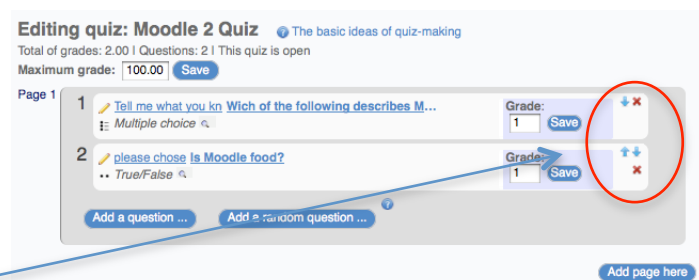 Editing quiz: Moodle 2 Quiz The basic ideas of quiz-making
Total of grades: 2.00 | Questions: 2 | This quiz is open
Maximum grade: 100.00 Save
Page 1
1 Tell me what you kn Wich of the following describes M... Grade:
Multiple choice 1 Save
2 please chose Is Moodle food? Grade:
True/False 1 Save
Add a question ... Add a random question ...
Add page here